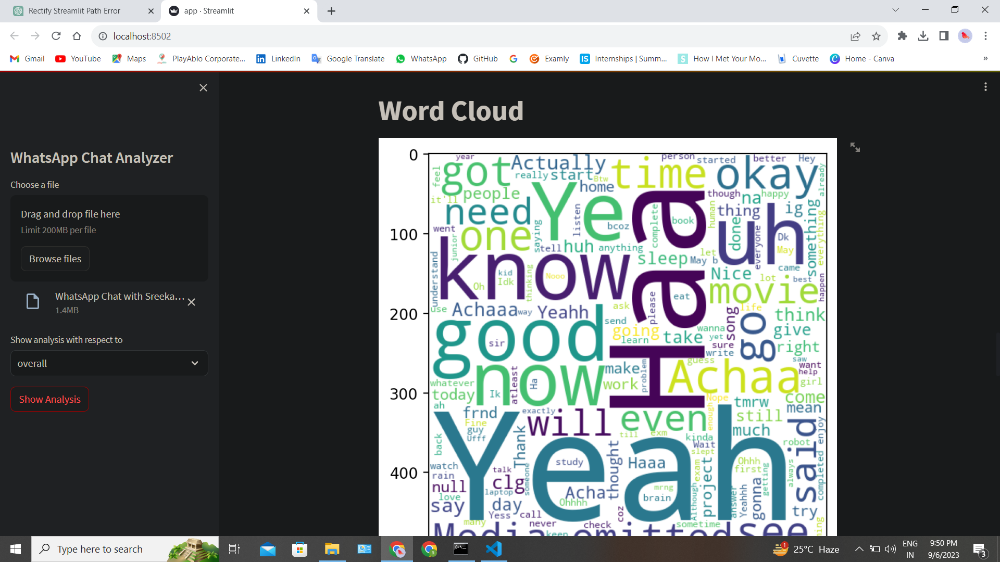 Rectify Streamlit Path Error
app · Streamlit
localhost:8502
Gmail YouTube Maps PlayAblo Corporate... LinkedIn Google Translate WhatsApp GitHub Examly Internships | Summ... How I Met Your Mo... Cuvette Home - Canva »
WhatsApp Chat Analyzer
Choose a file
Drag and drop file here
Limit 200MB per file
Browse files
WhatsApp Chat with Sreeka...
1.4MB
Show analysis with respect to
overall
Show Analysis
Word Cloud
0
100
200
300
400
year
Actually
person
started
better
Hey
feel
got
really
start
Btw
time
okay
already
home
it'll
people
Ye
though
na
happy
need
listen
complete
book
human
thing
uh
ig
something
everything
went
one
saying
bcoz
done
everyone
Dk
junior
tell
huh
anything
let
May
understand
know
sleep
May b
came
kid
Oh
Idk
thinking
Nooo
Nice
lot
best
movie
happen
Haa
please
eat
use
Achaaa
way
Yeahh
ask
life
think
send
song
go
good
sir
going
wanna
give
learn
take
yet
sure
right
write
guess
saw
want
help
now
make
problem
Achaa
girl
whatever
atleast
Ha
work
today
Ik
Nope
come
ah
tmrw
mean
frnd
exactly
will
even
enough
still
Fine
guy
Ufff
till
exm
much
said
enjoy
back
Thank
kinda
Wait
slept
robot
Yeah
watch
study
thought
Haaa
Ohhh
first
rain
talk
someone
exam
project
always
completed
null
clg
getting
love
laptop
Acha
mrng
brain
Although
answer
Yeahhh
gonna
say
day
Ohhhh
coz
try
Yess
call
many
never
check
sometime
Media omitted
see
keep
Type here to search
1
25°C Haze
ENG
IN
9:50 PM
9/6/2023
3